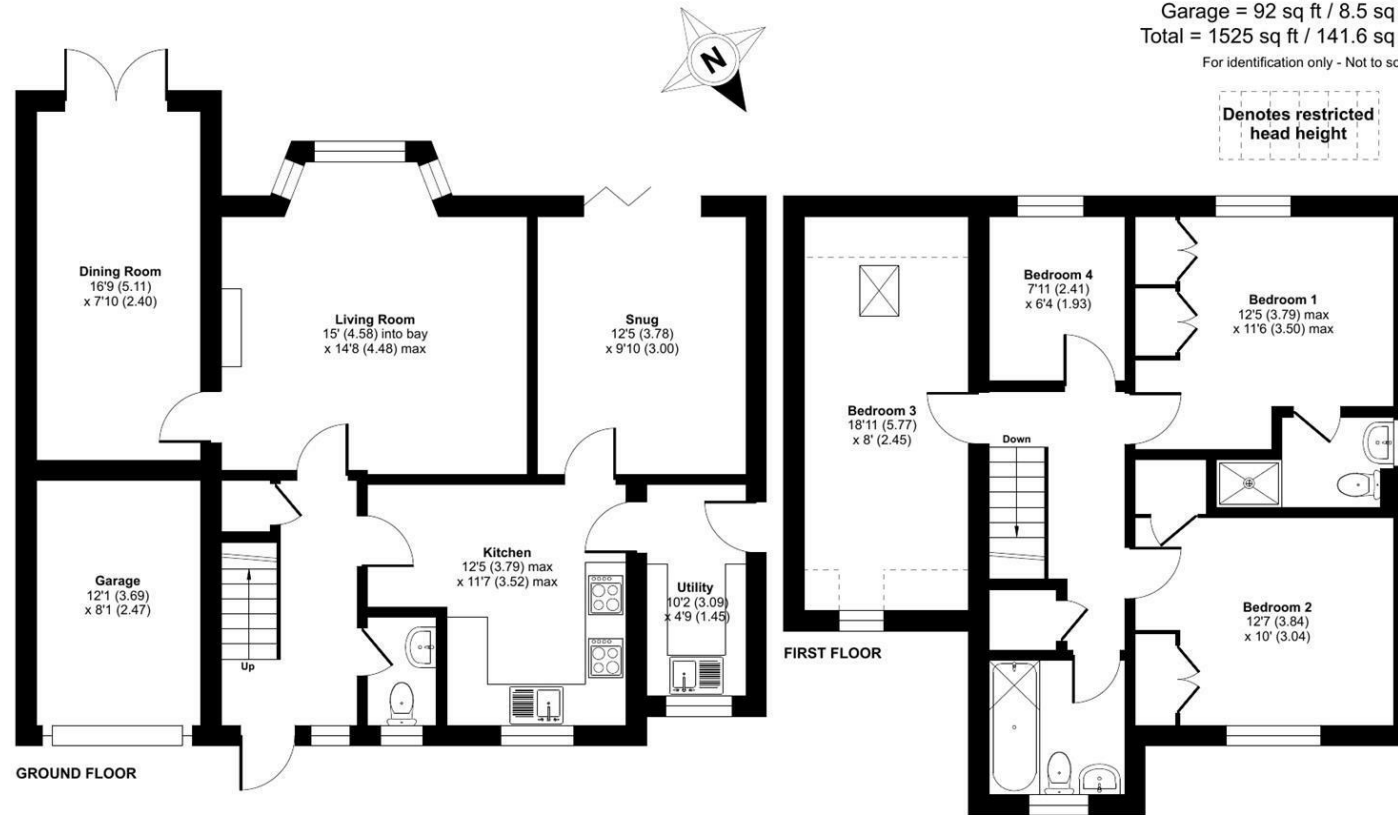 Garage = 92 sq ft / 8.5 sq
Total = 1525 sq ft / 141.6 sq
For identification only - Not to sc
N
Denotes restricted
head height
Dining Room
16'9 (5.11)
x 7'10 (2.40)
Living Room
15' (4.58) into bay
x 14'8 (4.48) max
Snug
12'5 (3.78)
x 9'10 (3.00)
Bedroom 4
7'11 (2.41)
x 6'4 (1.93)
Bedroom 1
12'5 (3.79) max
x 11'6 (3.50) max
Bedroom 3
18'11 (5.77)
x 8' (2.45)
Down
Garage
12'1 (3.69)
x 8'1 (2.47)
Kitchen
12'5 (3.79) max
x 11'7 (3.52) max
Utility
10'2 (3.09)
x 4'9 (1.45)
Bedroom 2
12'7 (3.84)
x 10' (3.04)
Up
FIRST FLOOR
GROUND FLOOR